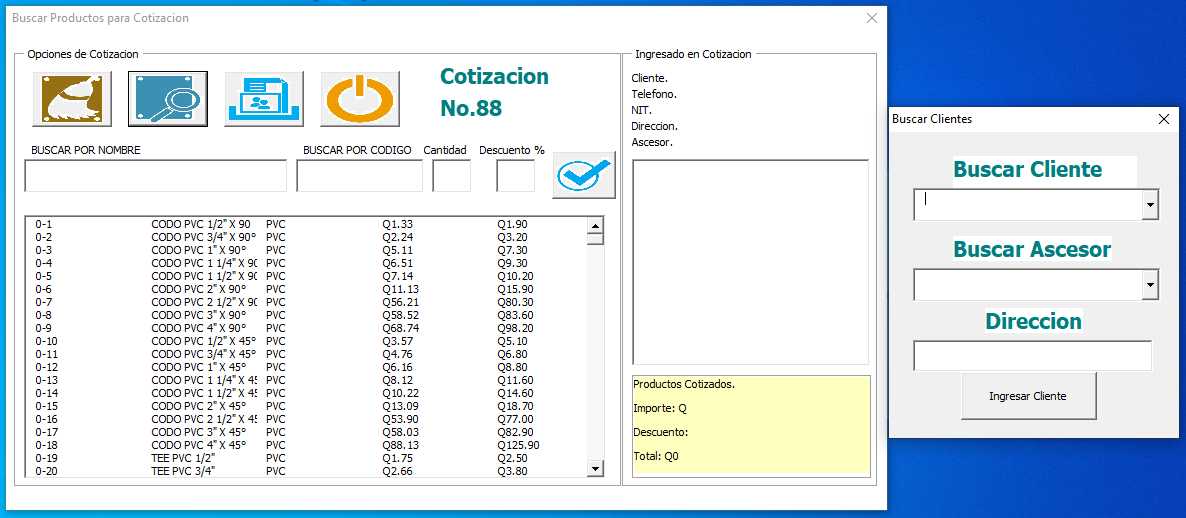 Buscar Productos para Cotizacion
Opciones de Cotizacion
Cotizacion
No.88
BUSCAR POR NOMBRE BUSCAR POR CODIGO Cantidad Descuento %
0-1 CODO PVC 1/2" X 90 PVC Q1.33 Q1.90
0-2 CODO PVC 3/4" X 90° PVC Q2.24 Q3.20
0-3 CODO PVC 1" X 90° PVC Q5.11 Q7.30
0-4 CODO PVC 1 1/4" X 90 PVC Q6.51 Q9.30
0-5 CODO PVC 1 1/2" X 90 PVC Q7.14 Q10.20
0-6 CODO PVC 2" X 90° PVC Q11.13 Q15.90
0-7 CODO PVC 2 1/2" X 90 PVC Q56.21 Q80.30
0-8 CODO PVC 3" X 90° PVC Q58.52 Q83.60
0-9 CODO PVC 4" X 90° PVC Q68.74 Q98.20
0-10 CODO PVC 1/2" X 45° PVC Q3.57 Q5.10
0-11 CODO PVC 3/4" X 45° PVC Q4.76 Q6.80
0-12 CODO PVC 1" X 45° PVC Q6.16 Q8.80
0-13 CODO PVC 1 1/4" X 45 PVC Q8.12 Q11.60
0-14 CODO PVC 1 1/2" X 45 PVC Q10.22 Q14.60
0-15 CODO PVC 2" X 45° PVC Q13.09 Q18.70
0-16 CODO PVC 2 1/2" X 45 PVC Q53.90 Q77.00
0-17 CODO PVC 3" X 45° PVC Q58.03 Q82.90
0-18 CODO PVC 4" X 45° PVC Q88.13 Q125.90
0-19 TEE PVC 1/2" PVC Q1.75 Q2.50
0-20 TEE PVC 3/4" PVC Q2.66 Q3.80
Ingresado en Cotizacion
Cliente.
Telefono.
NIT.
Direccion.
Ascesor.
Productos Cotizados.
Importe: Q
Descuento:
Total: Q0
Buscar Clientes
Buscar Cliente
Buscar Ascesor
Direccion
Ingresar Cliente